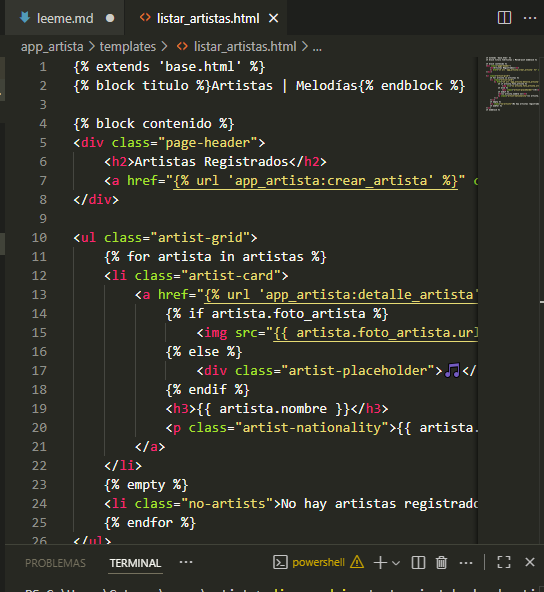 leeme.md ● <> listar_artistas.html ×
app_artista > templates > <> listar_artistas.html > ...
1 {% extends 'base.html' %}
2 {% block titulo %}Artistas | Melodías{% endblock %}
3
4 {% block contenido %}
5 <div class="page-header">
6     <h2>Artistas Registrados</h2>
7     <a href="{% url 'app_artista:crear_artista' %}" c
8 </div>
9
10 <ul class="artist-grid">
11     {% for artista in artistas %}
12     <li class="artist-card">
13         <a href="{% url 'app_artista:detalle_artista'
14             {% if artista.foto_artista %}
15                 <img src="{{ artista.foto_artista.url
16             {% else %}
17                 <div class="artist-placeholder">🎵</
18             {% endif %}
19             <h3>{{ artista.nombre }}</h3>
20             <p class="artist-nationality">{{ artista.
21         </a>
22     </li>
23     {% empty %}
24     <li class="no-artists">No hay artistas registrado
25     {% endfor %}
26 </ul>
PROBLEMAS TERMINAL ... powershell